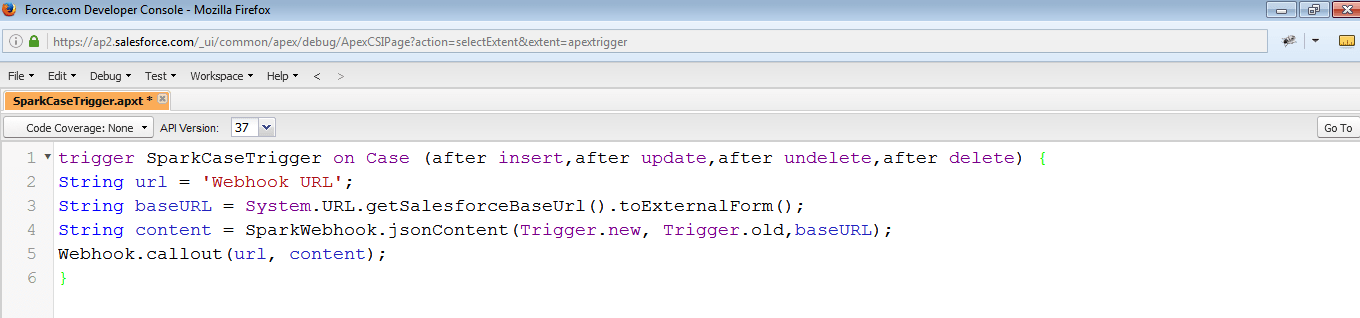 Force.com Developer Console - Mozilla Firefox
https://ap2.salesforce.com/_ui/common/apex/debug/ApexCSIPage?action=selectExtent&extent=apextrigger
File Edit Debug Test Workspace Help < >
SparkCaseTrigger.apxt *
Code Coverage: None API Version: 37 Go To
1 trigger SparkCaseTrigger on Case (after insert,after update,after undelete,after delete) {
2 String url = 'Webhook URL';
3 String baseURL = System.URL.getSalesforceBaseUrl().toExternalForm();
4 String content = SparkWebhook.jsonContent(Trigger.new, Trigger.old,baseURL);
5 Webhook.callout(url, content);
6 }